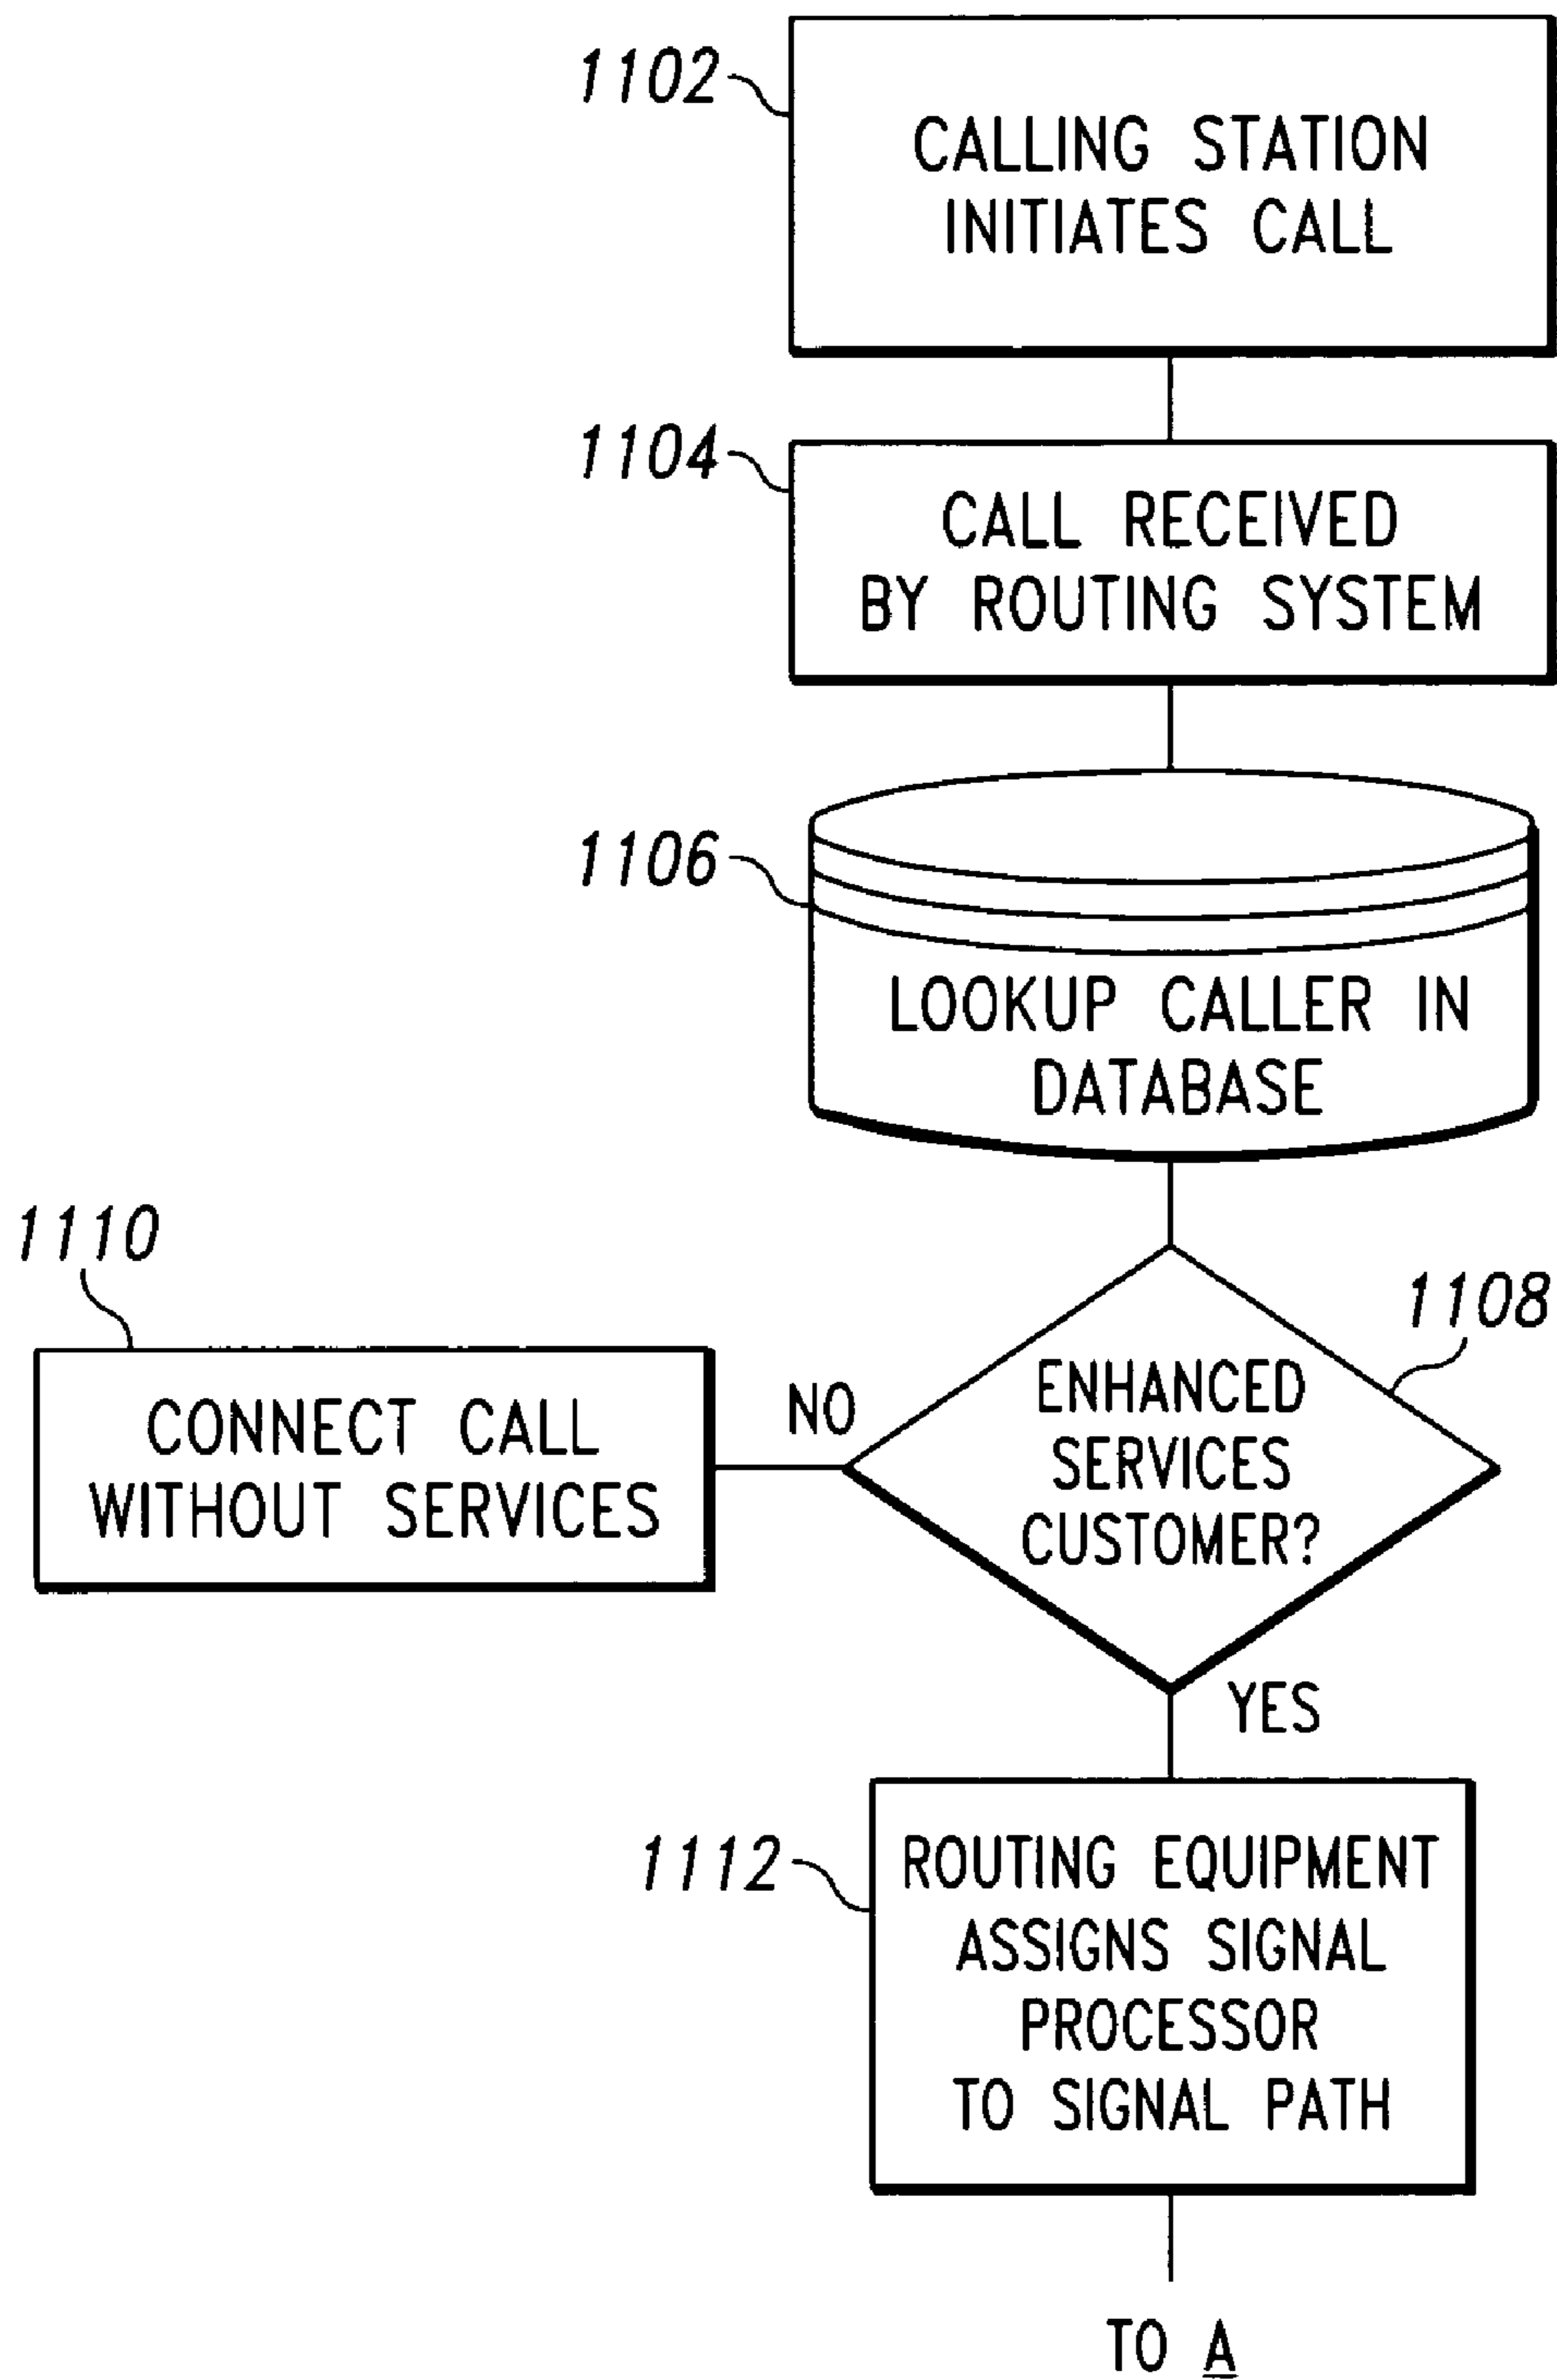 1102
CALLING STATION
INITIATES CALL
1104
CALL RECEIVED
BY ROUTING SYSTEM
1106
LOOKUP CALLER IN
DATABASE
1110
1108
CONNECT CALL
WITHOUT SERVICES
NO
ENHANCED
SERVICES
CUSTOMER?
YES
1112
ROUTING EQUIPMENT
ASSIGNS SIGNAL
PROCESSOR
TO SIGNAL PATH
TO A